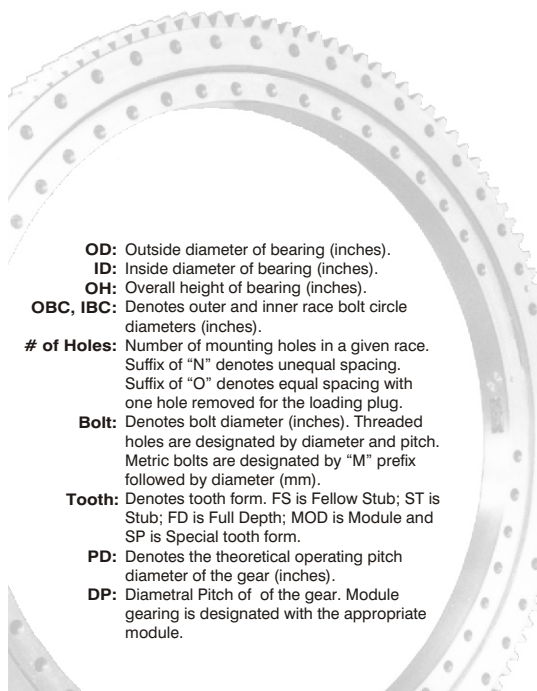 OD: Outside diameter of bearing (inches).
ID: Inside diameter of bearing (inches).
OH: Overall height of bearing (inches).
OBC, IBC: Denotes outer and inner race bolt circle
diameters (inches).
# of Holes: Number of mounting holes in a given race.
Suffix of “N” denotes unequal spacing.
Suffix of “O” denotes equal spacing with
one hole removed for the loading plug.
Bolt: Denotes bolt diameter (inches). Threaded
holes are designated by diameter and pitch.
Metric bolts are designated by “M” prefix
followed by diameter (mm).
Tooth: Denotes tooth form. FS is Fellow Stub; ST is
Stub; FD is Full Depth; MOD is Module and
SP is Special tooth form.
PD: Denotes the theoretical operating pitch
diameter of the gear (inches).
DP: Diametral Pitch of of the gear. Module
gearing is designated with the appropriate
module.